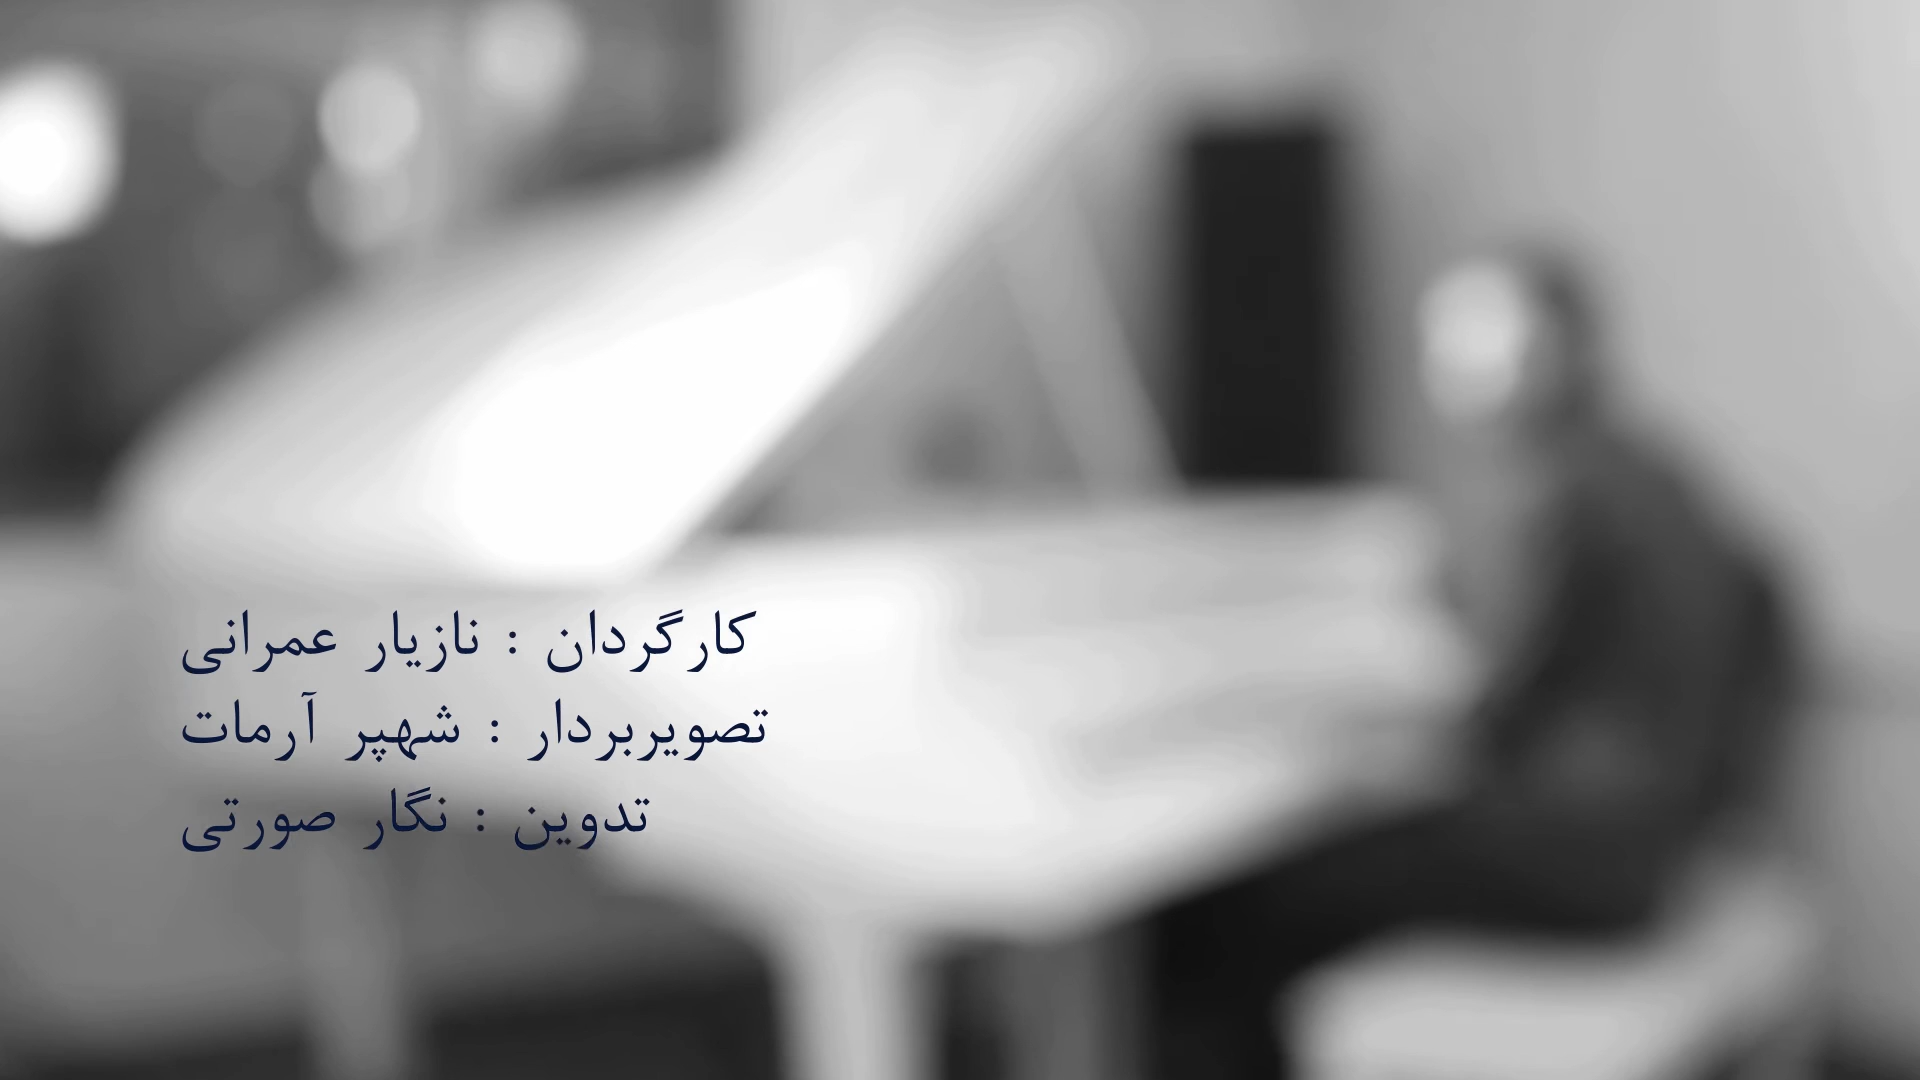 کارگردان : نازیار عمرانی
تصویربردار : شهپر آرمات
تدوین : نگار صورتی